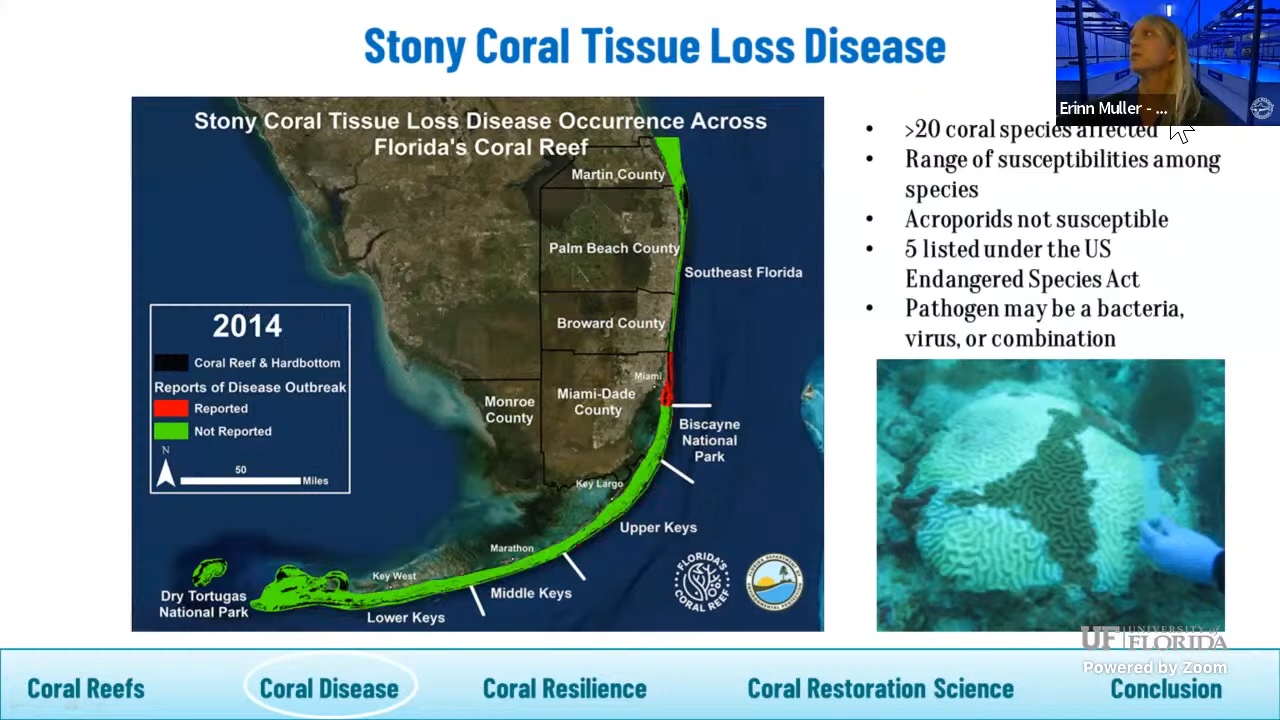 Stony Coral Tissue Loss Disease
Erinn Muller - ...
Stony Coral Tissue Loss Disease Occurrence Across
Florida's Coral Reef
Martin County
Palm Beach County
Southeast Florida
Broward County
Miami
Miami-Dade
County
Monroe
County
Biscayne
National
Park
Key Largo
Upper Keys
Marathon
Middle Keys
Key West
Lower Keys
Dry Tortugas
National Park
2014
Coral Reef & Hardbottom
Reports of Disease Outbreak
Reported
Not Reported
N
50
Miles
FLORIDA'S
CORAL REEF
• >20 coral species affected
• Range of susceptibilities among
species
• Acroporids not susceptible
• 5 listed under the US
Endangered Species Act
• Pathogen may be a bacteria,
virus, or combination
UF UNIVERSITY of
FLORIDA
Powered by Zoom
Coral Reefs
Coral Disease
Coral Resilience
Coral Restoration Science
Conclusion